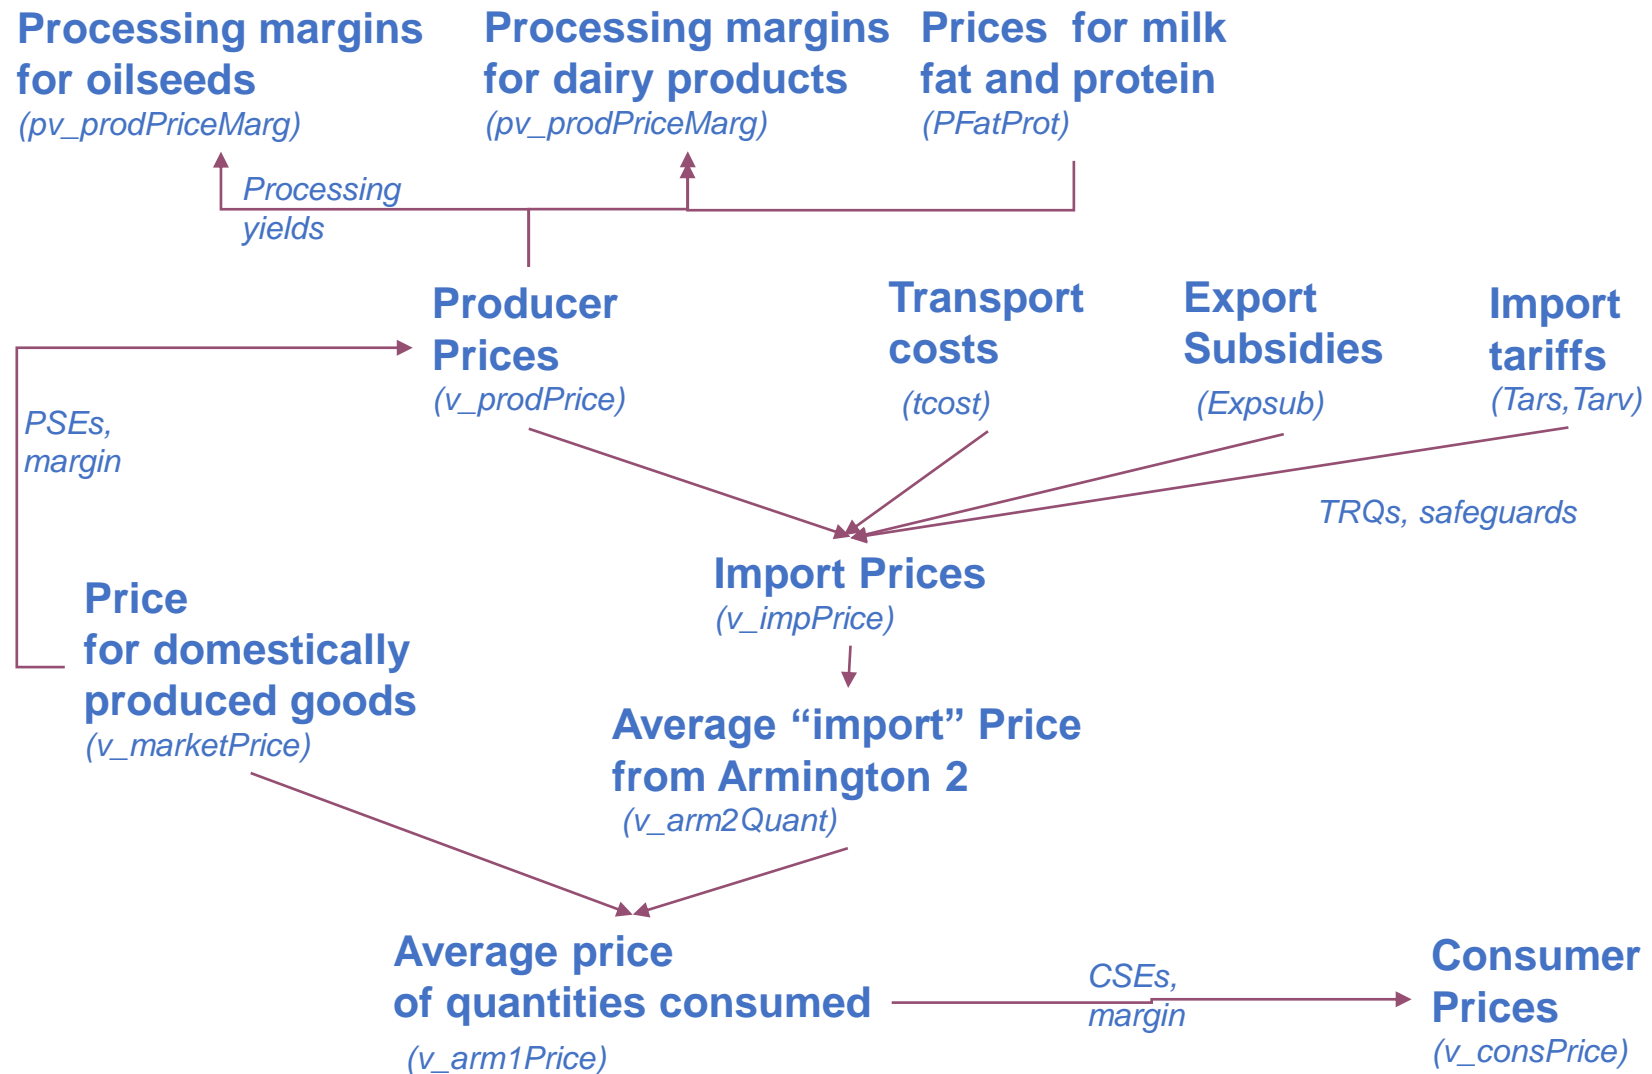 Processing margins
for oilseeds
(pv_prodPriceMarg)
Processing margins
for dairy products
(pv_prodPriceMarg)
Prices for milk
fat and protein
(PFatProt)
Processing
yields
Producer
Prices
(v_prodPrice)
Transport
costs
(tcost)
Export
Subsidies
(Expsub)
Import
tariffs
(Tars,Tarv)
PSEs,
margin
TRQs, safeguards
Import Prices
(v_impPrice)
Price
for domestically
produced goods
(v_marketPrice)
Average “import” Price
from Armington 2
(v_arm2Quant)
Average price
of quantities consumed
(v_arm1Price)
CSEs,
margin
Consumer
Prices
(v_consPrice)